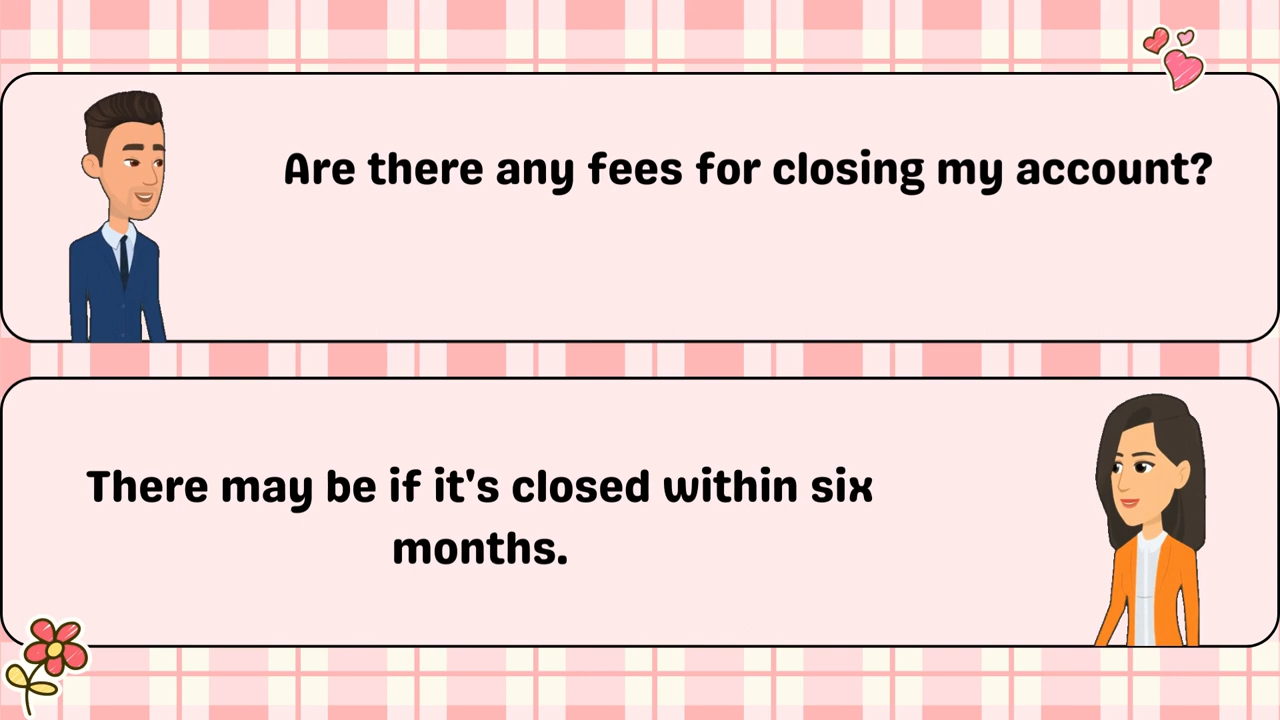 Are there any fees for closing my account?
There may be if it's closed within six
months.